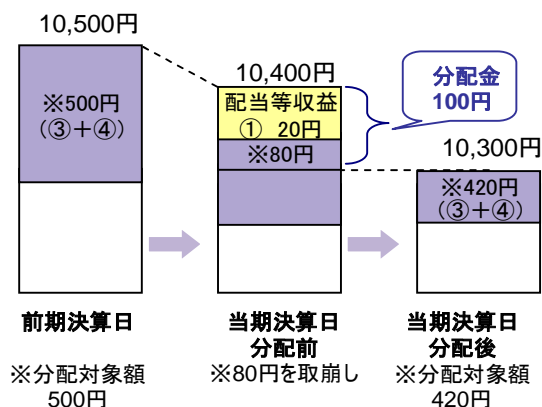 10,500円
※500円
（③＋④）
前期決算日
※分配対象額
500円
10,400円
配当等収益
① 20円
※80円
当期決算日
分配前
※80円を取崩し
分配金
100円
10,300円
※420円
（③＋④）
当期決算日
分配後
※分配対象額
420円